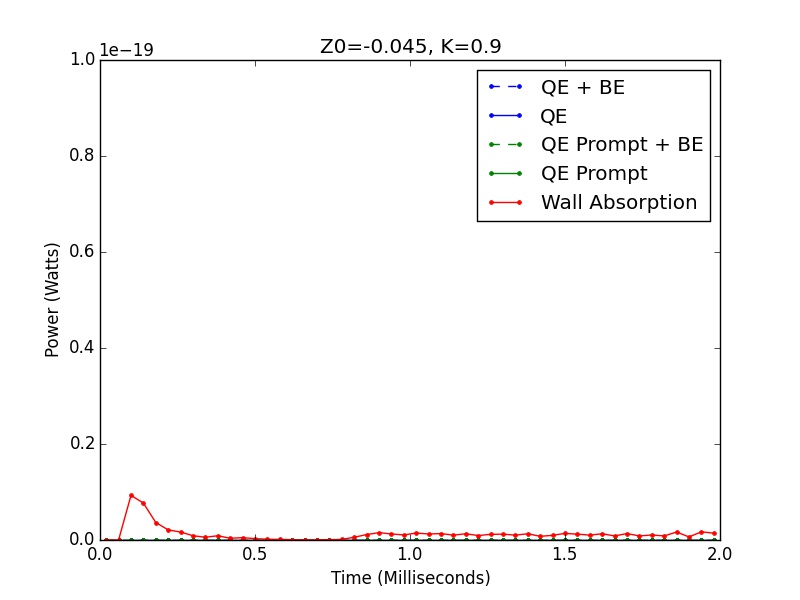 Z0=-0.045, K=0.9
1e−19
1.0
0.8
0.6
0.4
0.2
0.0
Power (Watts)
QE + BE
QE
QE Prompt + BE
QE Prompt
Wall Absorption
0.0 0.5 1.0 1.5 2.0
Time (Milliseconds)